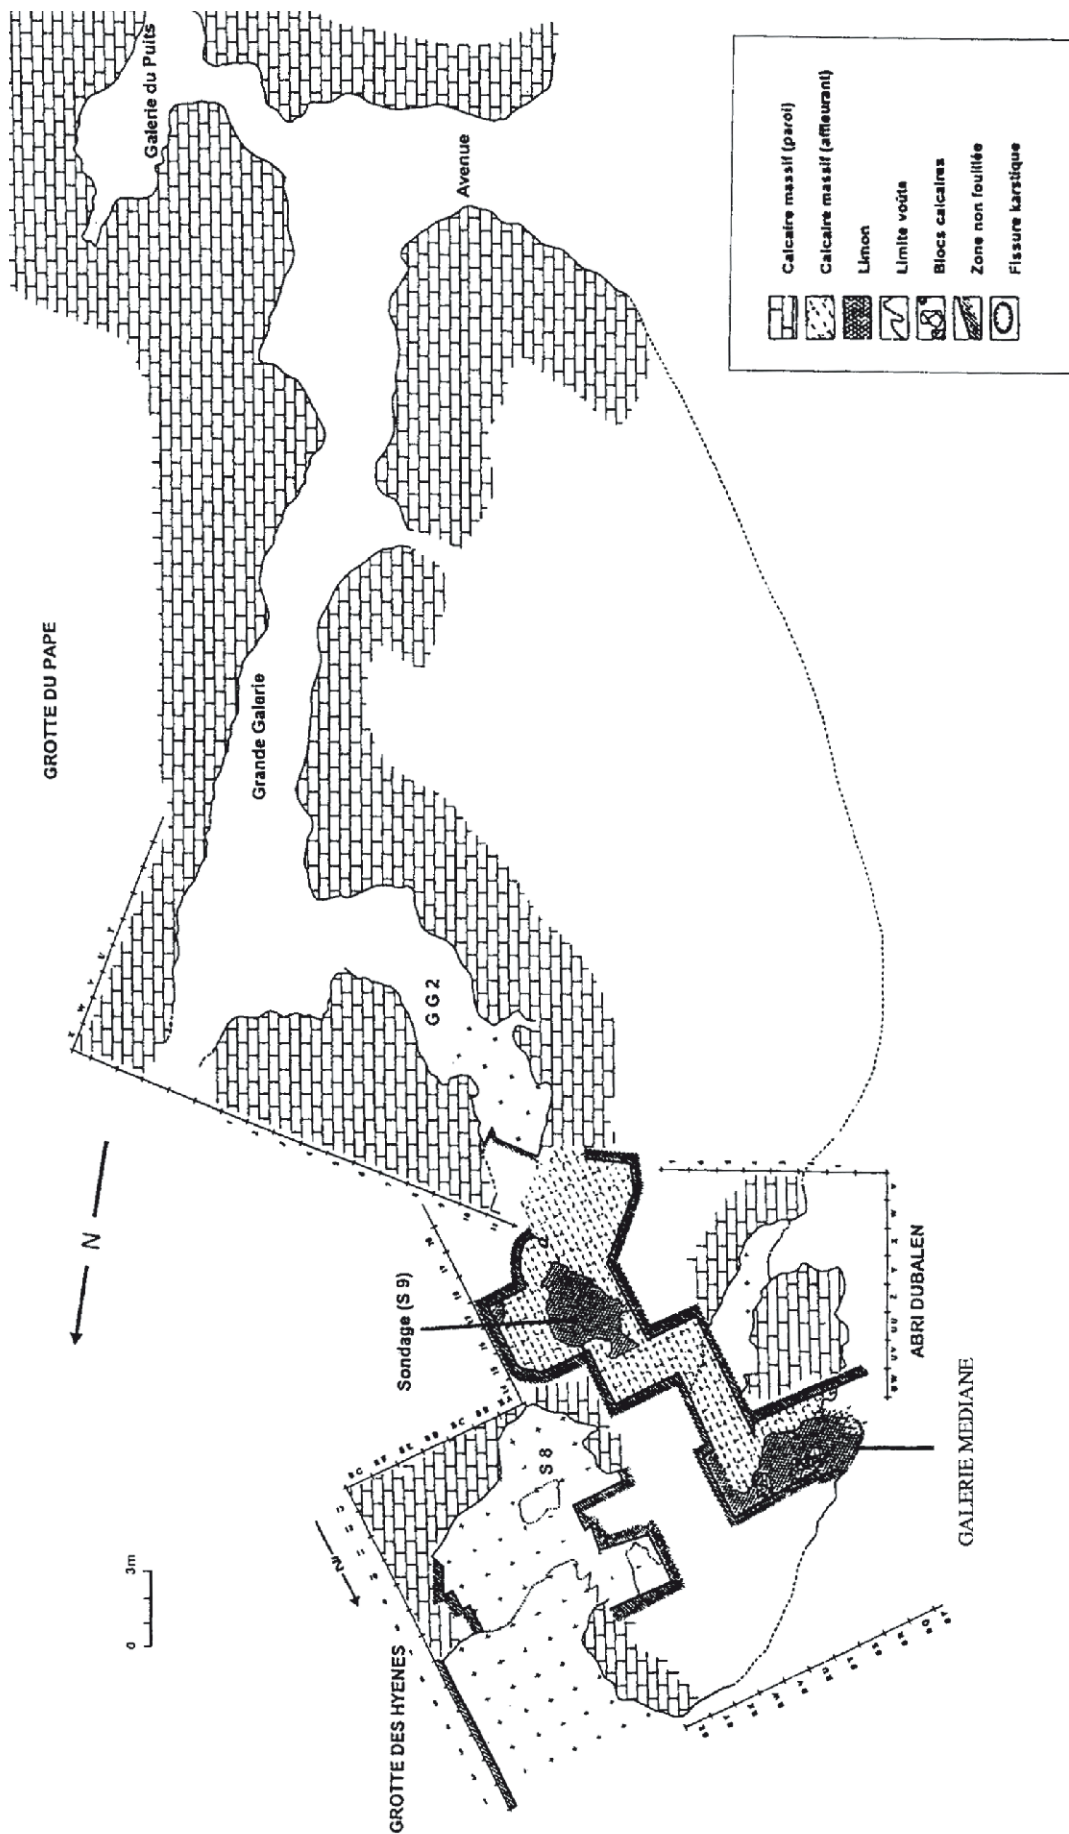 GROTTE DU PAPE
Galerie du Puits
Avenue
Grande Galerie
G G 2
N
Sondage (S 9)
S 8
N
0 3m
GROTTE DES HYENES
ABRI DUBALEN
GALERIE MEDIANE
Calcaire massif (paroi)
Calcaire massif (affleurant)
Limon
Limite voûte
Blocs calcaires
Zone non fouillée
Fissure karstique